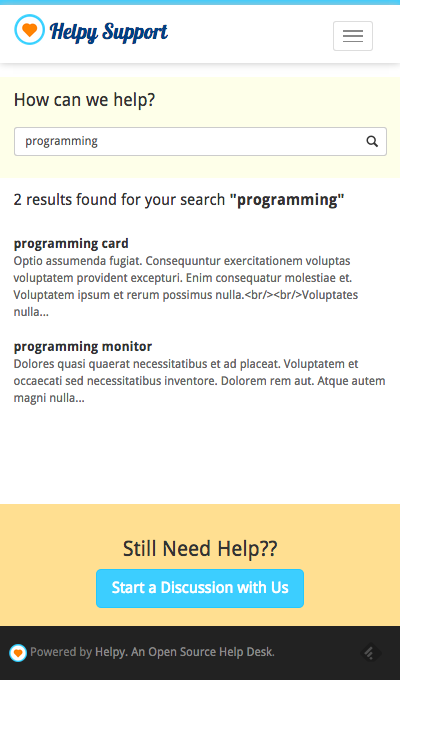 Helpy Support
How can we help?
programming
2 results found for your search "programming"
programming card
Optio assumenda fugiat. Consequuntur exercitationem voluptas
voluptatem provident excepturi. Enim consequatur molestiae et.
Voluptatem ipsum et rerum possimus nulla.<br/><br/>Voluptates
nulla...
programming monitor
Dolores quasi quaerat necessitatibus et ad placeat. Voluptatem et
occaecati sed necessitatibus inventore. Dolorem rem aut. Atque autem
magni nulla...
Still Need Help??
Start a Discussion with Us
Powered by Helpy. An Open Source Help Desk.